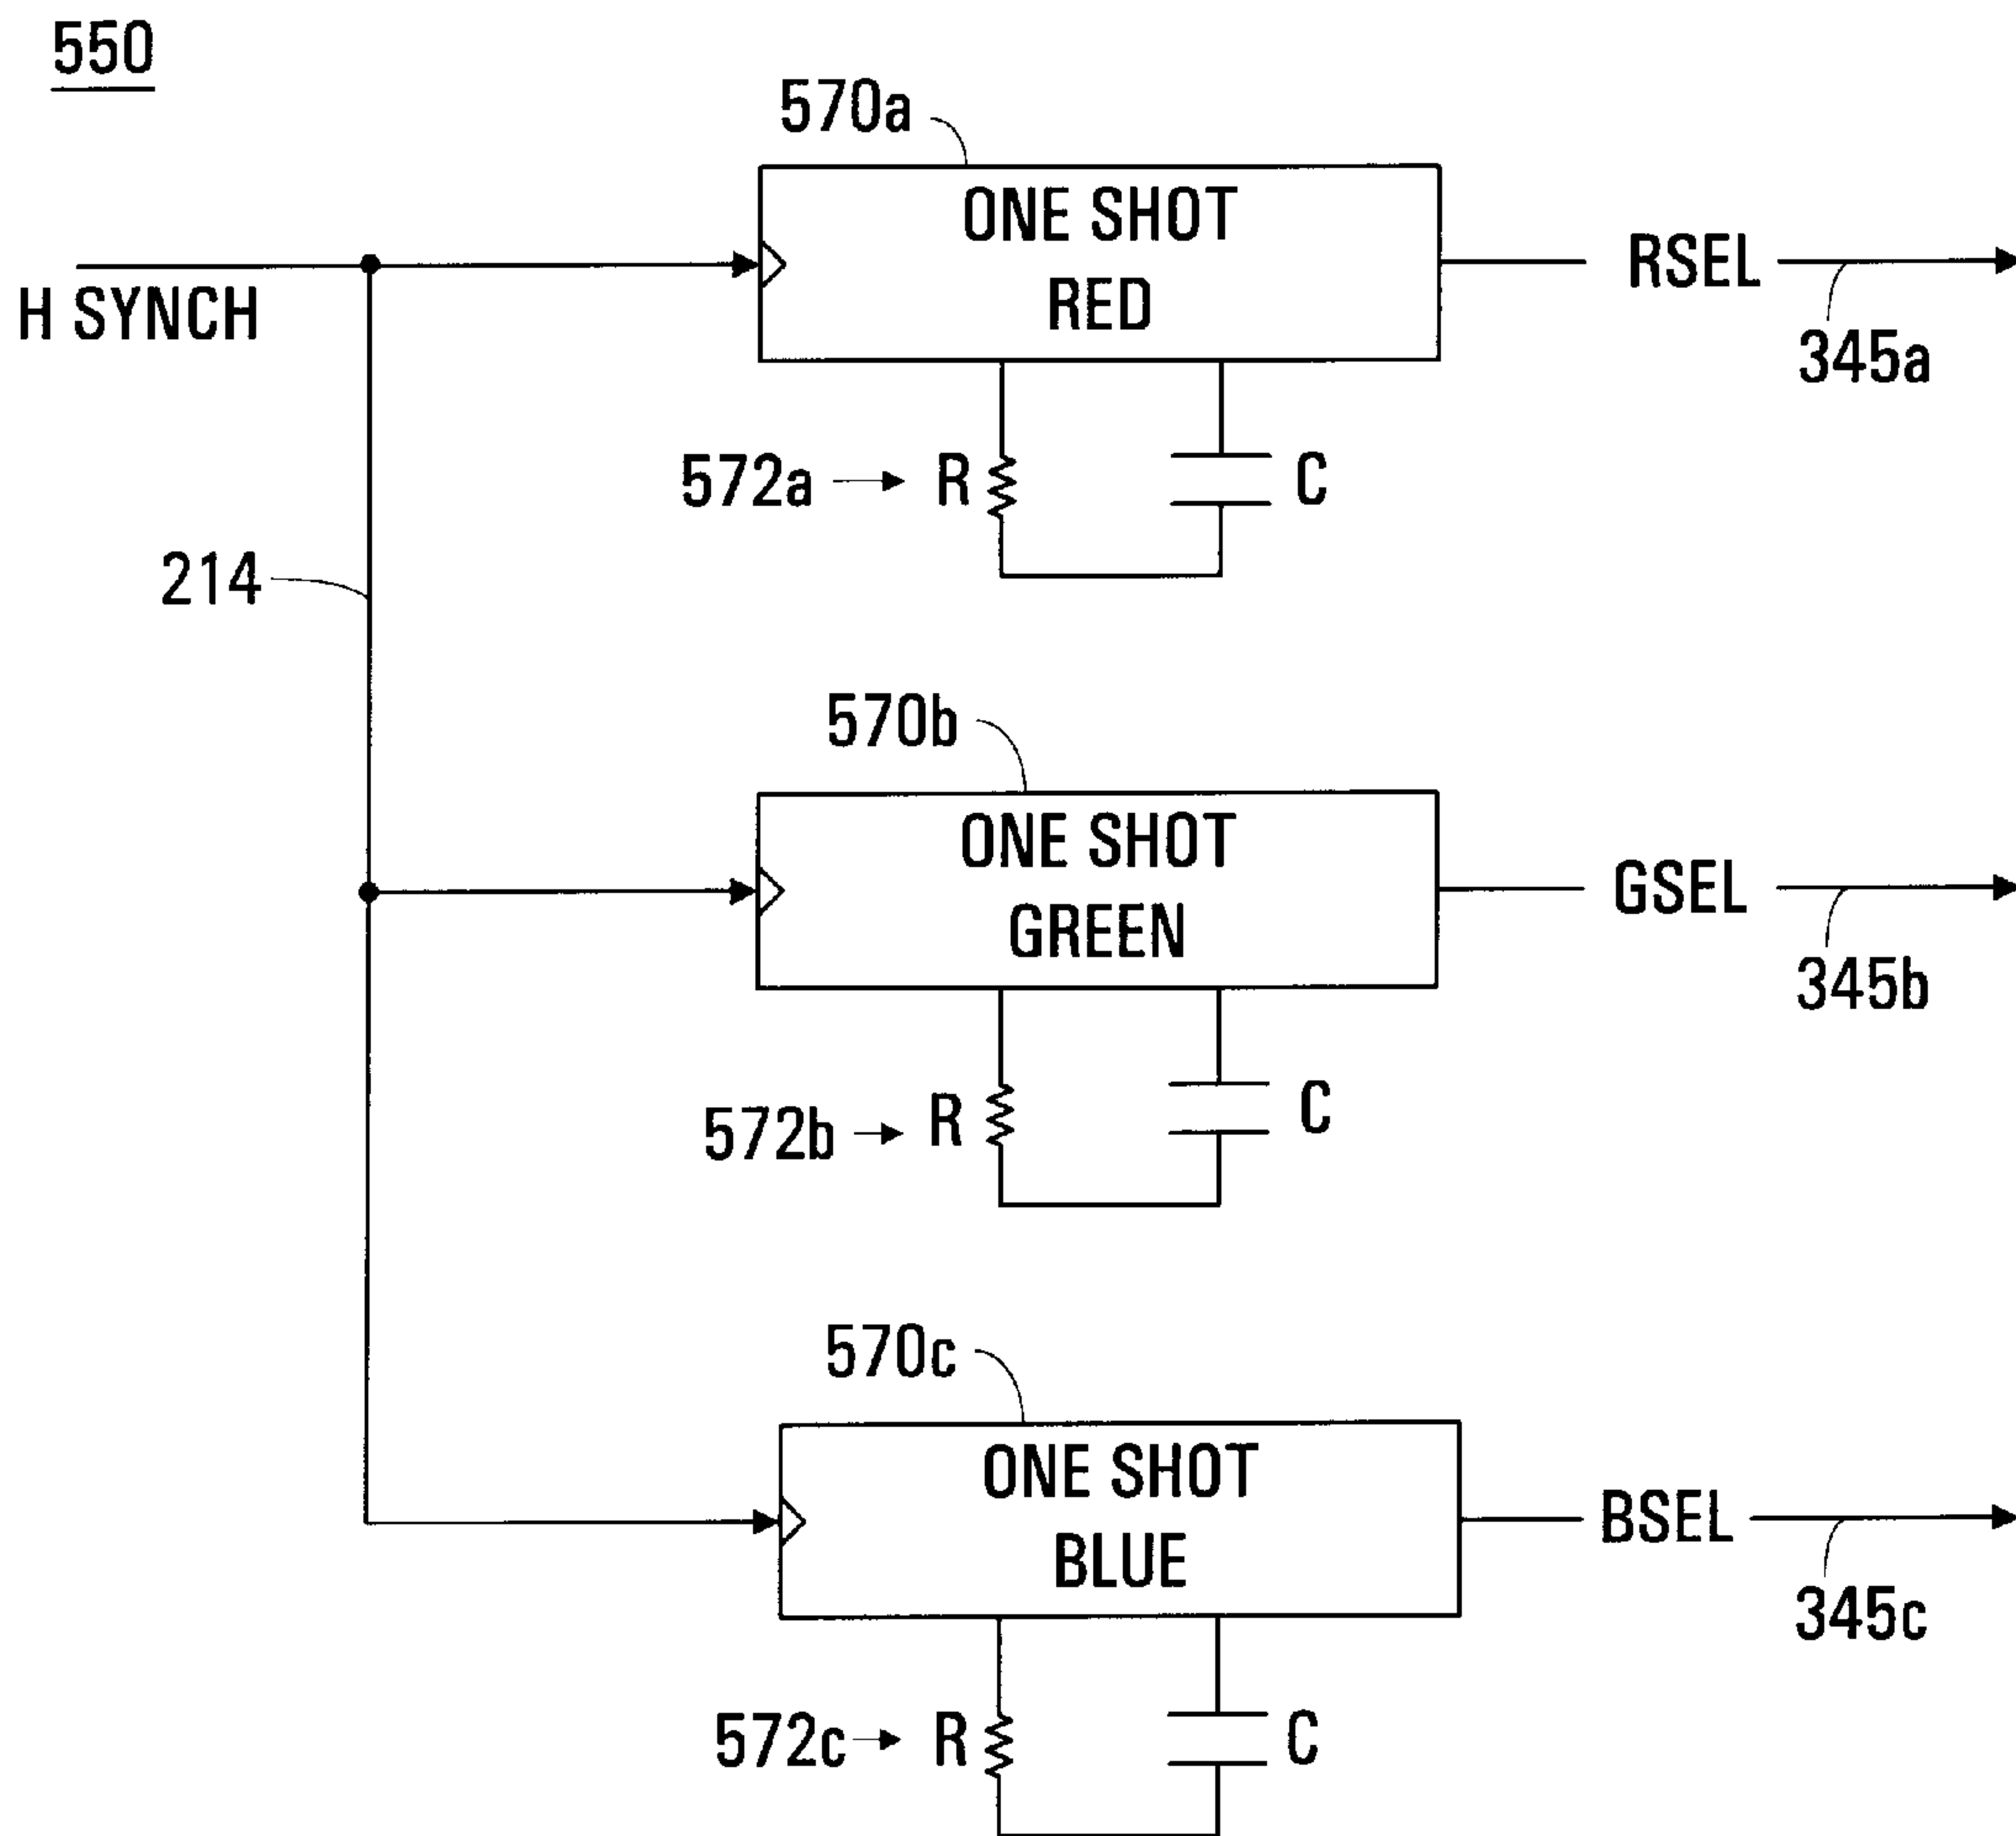 550
570a
ONE SHOT
RED
H SYNCH
RSEL
345a
572a
R
C
214
570b
ONE SHOT
GREEN
GSEL
345b
572b
R
C
570c
ONE SHOT
BLUE
BSEL
345c
572c
R
C